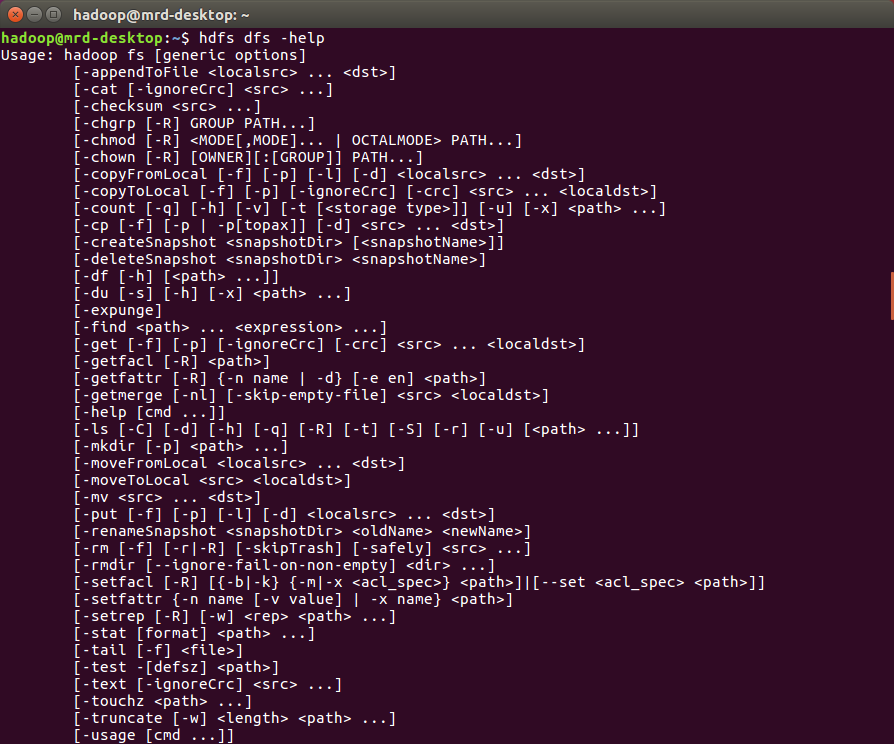 hadoop@mrd-desktop: ~
hadoop@mrd-desktop:~$ hdfs dfs -help
Usage: hadoop fs [generic options]
[-appendToFile <localsrc> ... <dst>]
[-cat [-ignoreCrc] <src> ...]
[-checksum <src> ...]
[-chgrp [-R] GROUP PATH...]
[-chmod [-R] <MODE[,MODE]... | OCTALMODE> PATH...]
[-chown [-R] [OWNER][:[GROUP]] PATH...]
[-copyFromLocal [-f] [-p] [-l] [-d] <localsrc> ... <dst>]
[-copyToLocal [-f] [-p] [-ignoreCrc] [-crc] <src> ... <localdst>]
[-count [-q] [-h] [-v] [-t [<storage type>]] [-u] [-x] <path> ...]
[-cp [-f] [-p | -p[topax]] [-d] <src> ... <dst>]
[-createSnapshot <snapshotDir> [<snapshotName>]]
[-deleteSnapshot <snapshotDir> <snapshotName>]
[-df [-h] [<path> ...]]
[-du [-s] [-h] [-x] <path> ...]
[-expunge]
[-find <path> ... <expression> ...]
[-get [-f] [-p] [-ignoreCrc] [-crc] <src> ... <localdst>]
[-getfacl [-R] <path>]
[-getfattr [-R] {-n name | -d} [-e en] <path>]
[-getmerge [-nl] [-skip-empty-file] <src> <localdst>]
[-help [cmd ...]]
[-ls [-C] [-d] [-h] [-q] [-R] [-t] [-S] [-r] [-u] [<path> ...]]
[-mkdir [-p] <path> ...]
[-moveFromLocal <localsrc> ... <dst>]
[-moveToLocal <src> <localdst>]
[-mv <src> ... <dst>]
[-put [-f] [-p] [-l] [-d] <localsrc> ... <dst>]
[-renameSnapshot <snapshotDir> <oldName> <newName>]
[-rm [-f] [-r|-R] [-skipTrash] [-safely] <src> ...]
[-rmdir [--ignore-fail-on-non-empty] <dir> ...]
[-setfacl [-R] [{-b|-k} {-m|-x <acl_spec>} <path>]|[--set <acl_spec> <path>]]
[-setfattr {-n name [-v value] | -x name} <path>]
[-setrep [-R] [-w] <rep> <path> ...]
[-stat [format] <path> ...]
[-tail [-f] <file>]
[-test -[defsz] <path>]
[-text [-ignoreCrc] <src> ...]
[-touchz <path> ...]
[-truncate [-w] <length> <path> ...]
[-usage [cmd ...]]